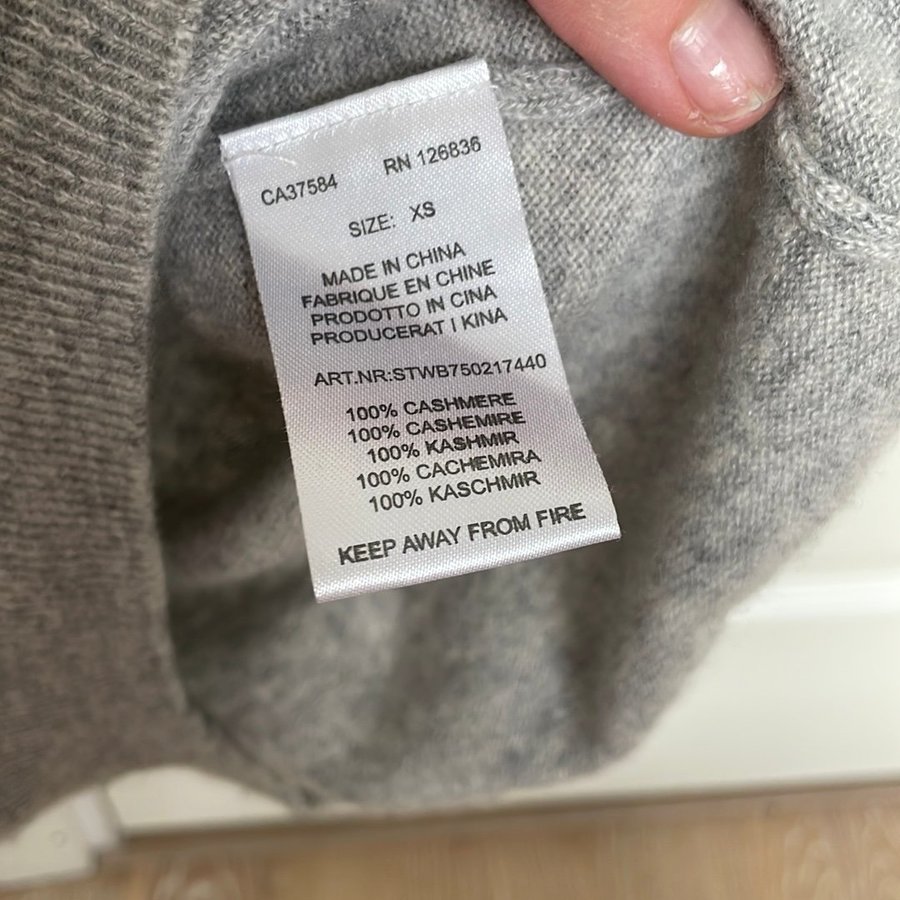 CA37584 RN 126836
SIZE: XS
MADE IN CHINA
FABRIQUE EN CHINE
PRODOTTO IN CINA
PRODUCERAT I KINA
ART.NR:STWB750217440
100% CASHMERE
100% CASHEMIRE
100% KASHMIR
100% CACHEMIRA
100% KASCHMIR
KEEP AWAY FROM FIRE